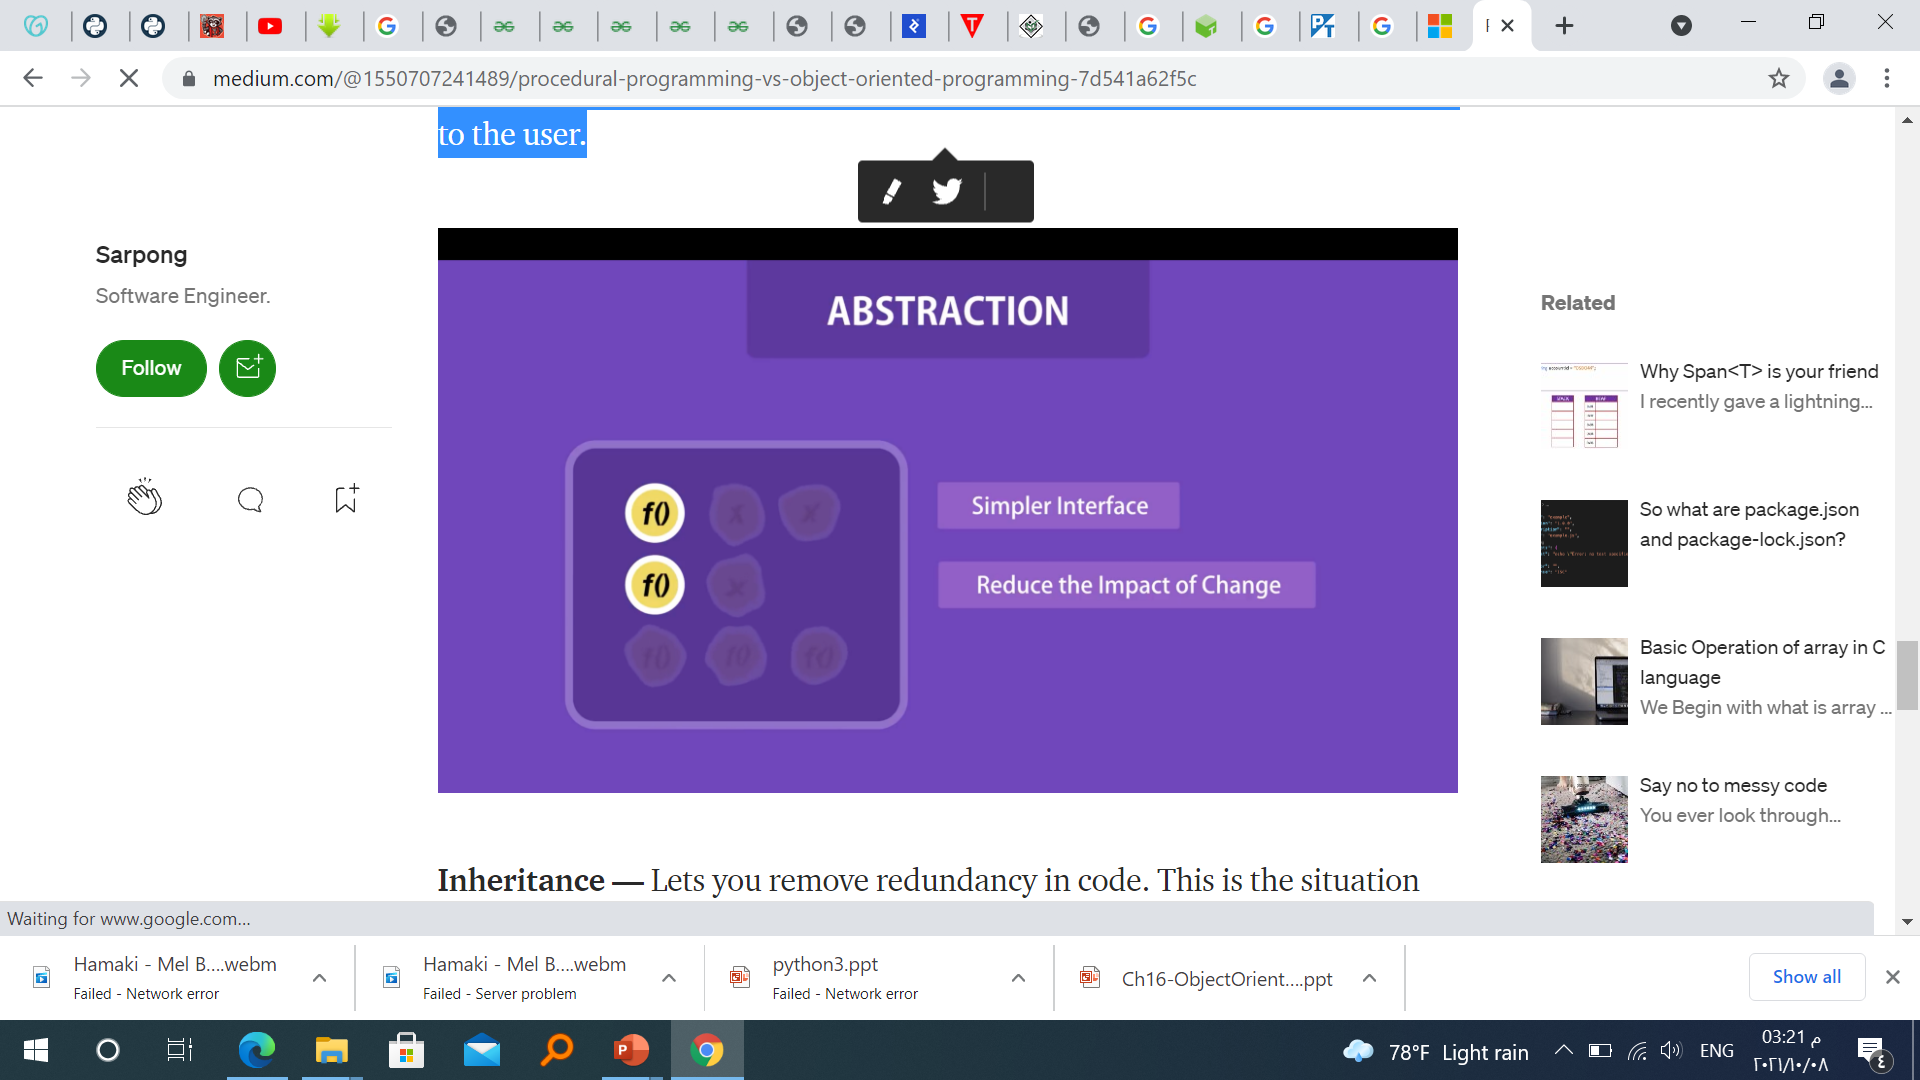 medium.com/@1550707241489/procedural-programming-vs-object-oriented-programming-7d541a62f5c
to the user.
Sarpong
Software Engineer.
Follow
ABSTRACTION
f()
f()
Simpler Interface
Reduce the Impact of Change
Related
Why Span<T> is your friend
I recently gave a lightning...
So what are package.json
and package-lock.json?
Basic Operation of array in C
language
We Begin with what is array ...
Say no to messy code
You ever look through...
Inheritance — Lets you remove redundancy in code. This is the situation
Waiting for www.google.com...
Hamaki - Mel B....webm
Failed - Network error
Hamaki - Mel B....webm
Failed - Server problem
python3.ppt
Failed - Network error
Ch16-ObjectOrient....ppt
Show all
78°F Light rain
ENG
03:21 م
٢٠٢١/١٠/٠٨
٤